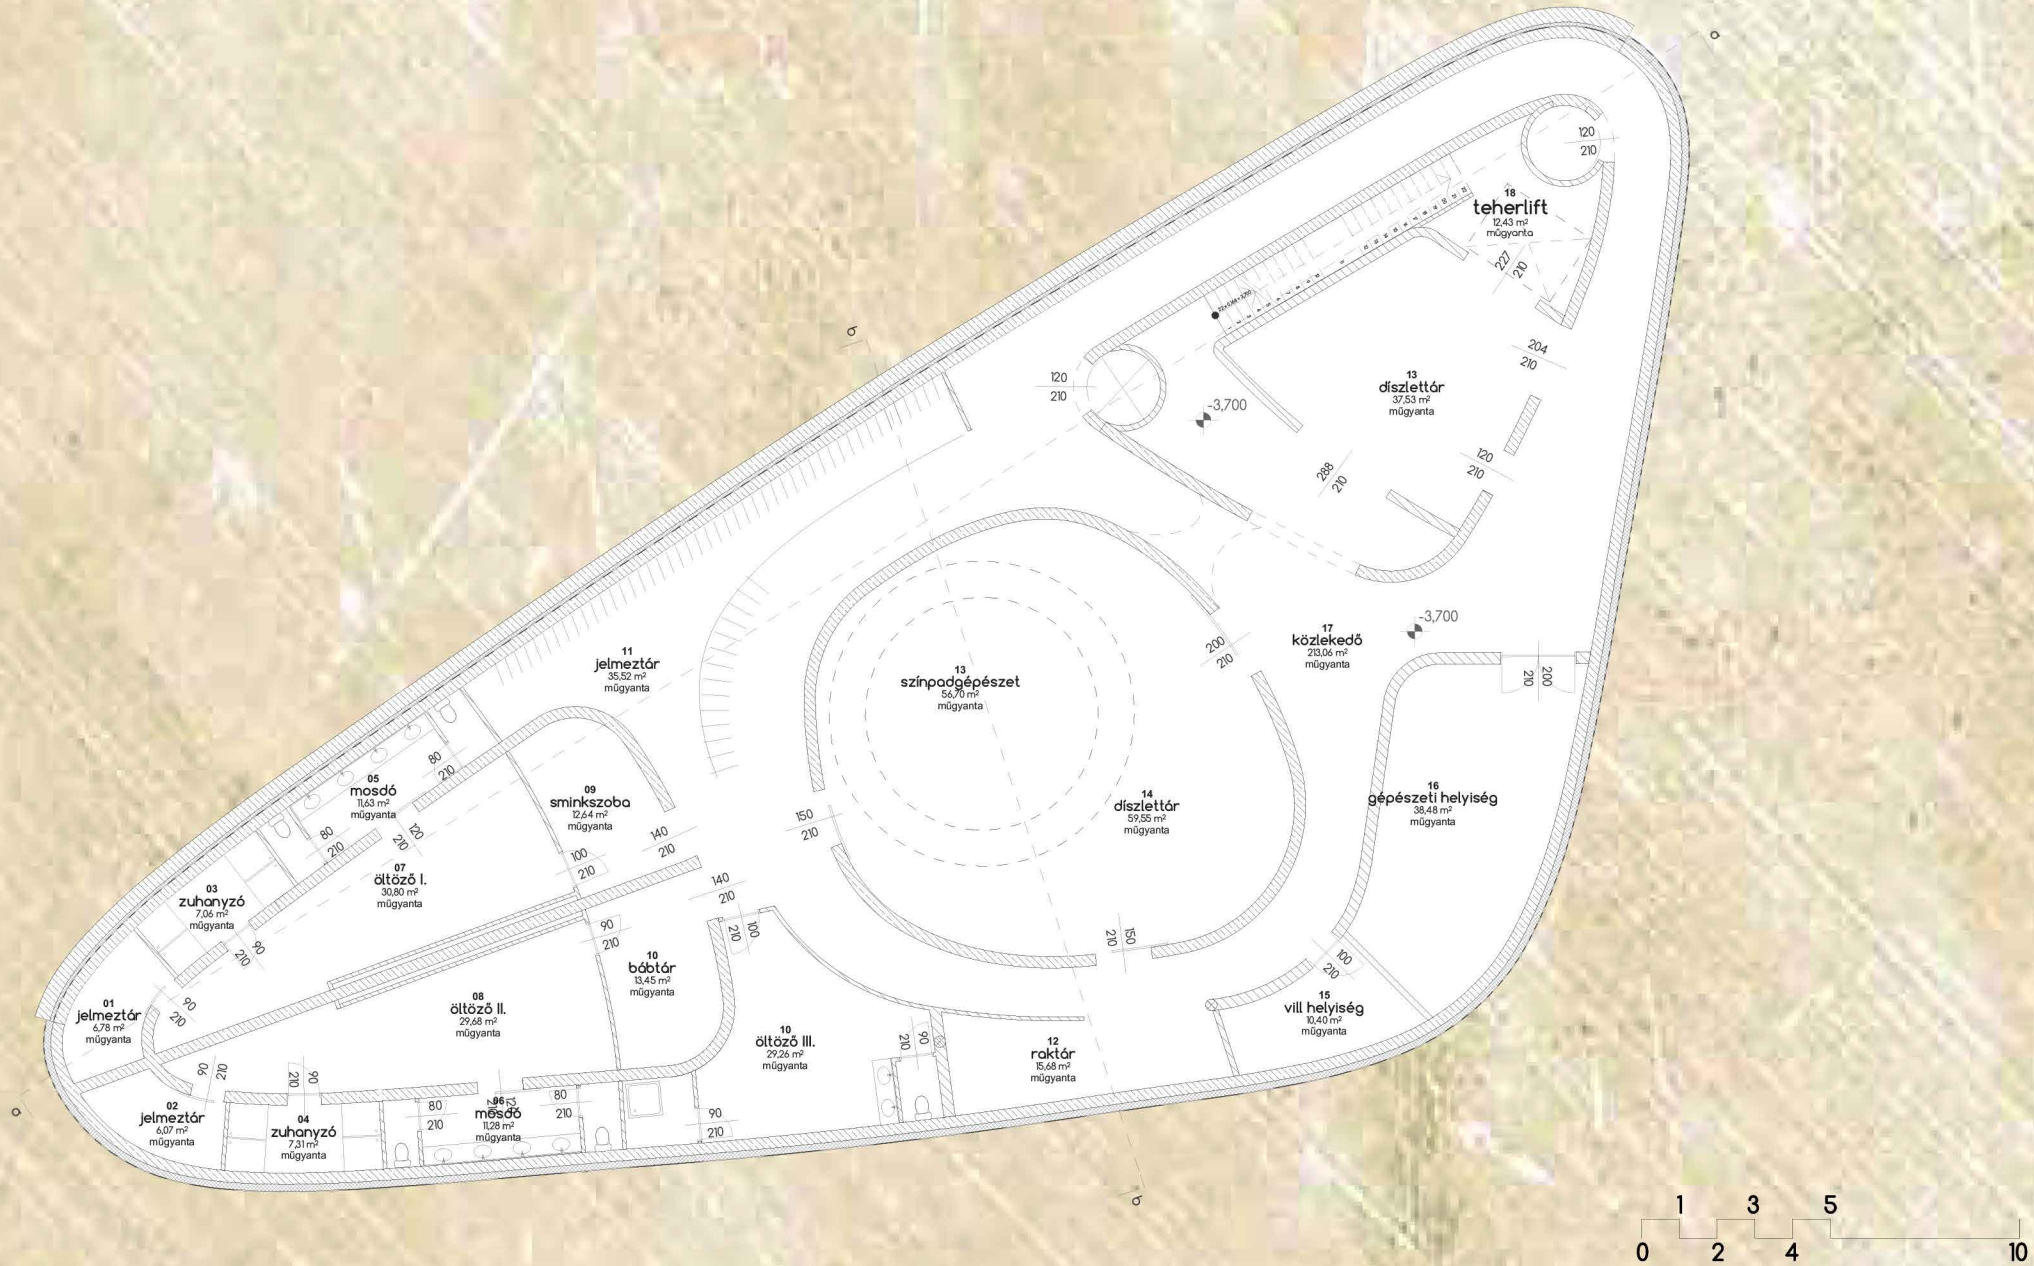 a
120
210
18
teherlift
12,43 m²
műgyanta
227
210
b
204
210
120
210
13
díszlettár
37,53 m²
műgyanta
-3,700
288
210
120
210
-3,700
17
közlekedő
213,06 m²
műgyanta
200
210
200
210
11
jelmeztár
35,52 m²
műgyanta
13
színpadgépészet
56,70 m²
műgyanta
80
210
05
mosdó
11,63 m²
műgyanta
80
210
120
210
09
sminkszoba
12,64 m²
műgyanta
140
210
100
210
150
210
14
díszlettár
59,55 m²
műgyanta
16
gépészeti helyiség
38,48 m²
műgyanta
07
öltöző I.
30,80 m²
műgyanta
03
zuhanyzó
7,06 m²
műgyanta
90
210
140
210
90
210
100
210
150
210
100
210
10
bábtár
13,45 m²
műgyanta
01
jelmeztár
6,78 m²
műgyanta
90
210
08
öltöző II.
29,68 m²
műgyanta
15
vill helyiség
10,40 m²
műgyanta
10
öltöző III.
29,26 m²
műgyanta
90
210
12
raktár
15,68 m²
műgyanta
90
210
90
210
a
02
jelmeztár
6,07 m²
műgyanta
04
zuhanyzó
7,31 m²
műgyanta
80
210
06
mosdó
11,28 m²
műgyanta
80
210
90
210
b
1 3 5
0 2 4 10